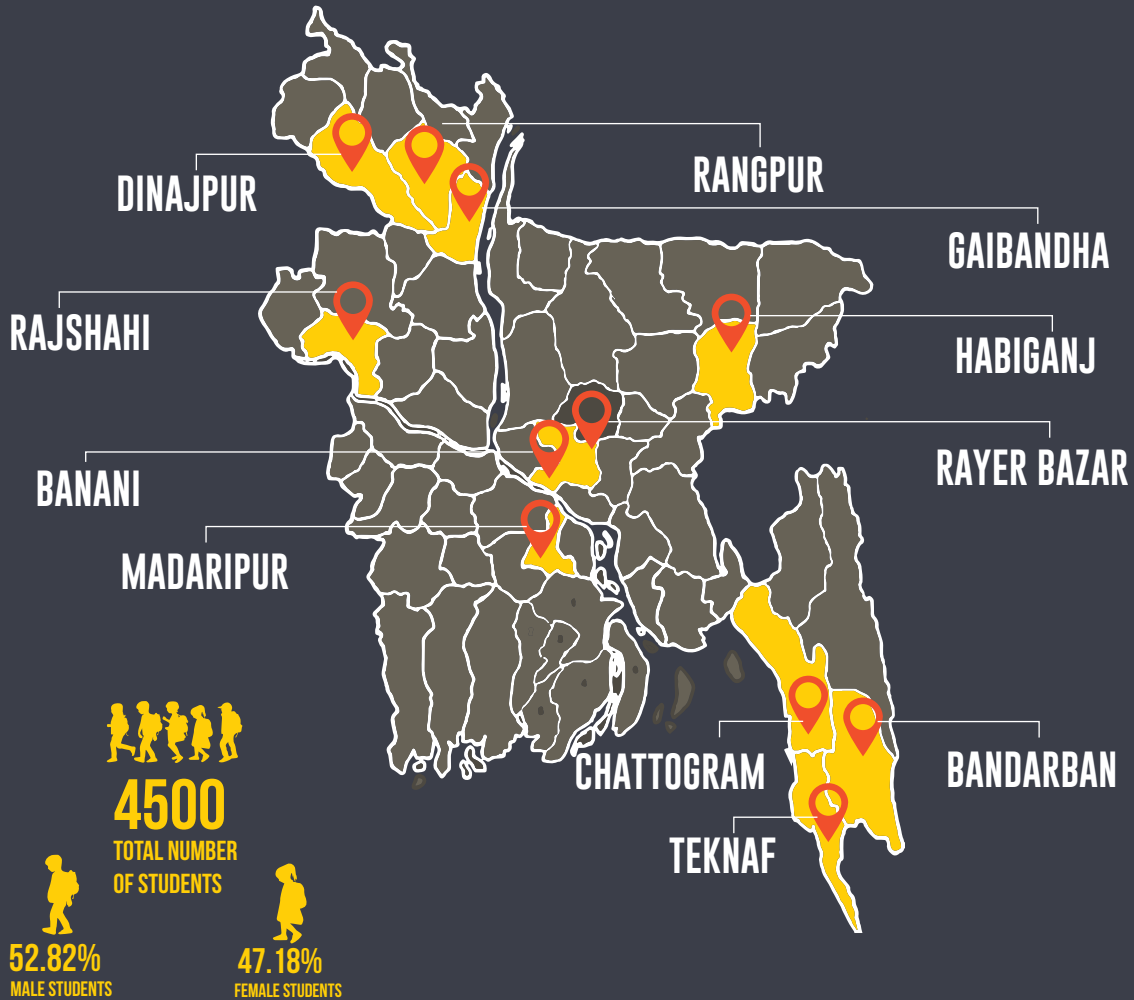 RANGPUR
DINAJPUR
GAIBANDHA
RAJSHAHI
HABIGANJ
RAYER BAZAR
BANANI
MADARIPUR
CHATTOGRAM
BANDARBAN
TEKNAF
4500
TOTAL NUMBER
OF STUDENTS
52.82%
MALE STUDENTS
47.18%
FEMALE STUDENTS